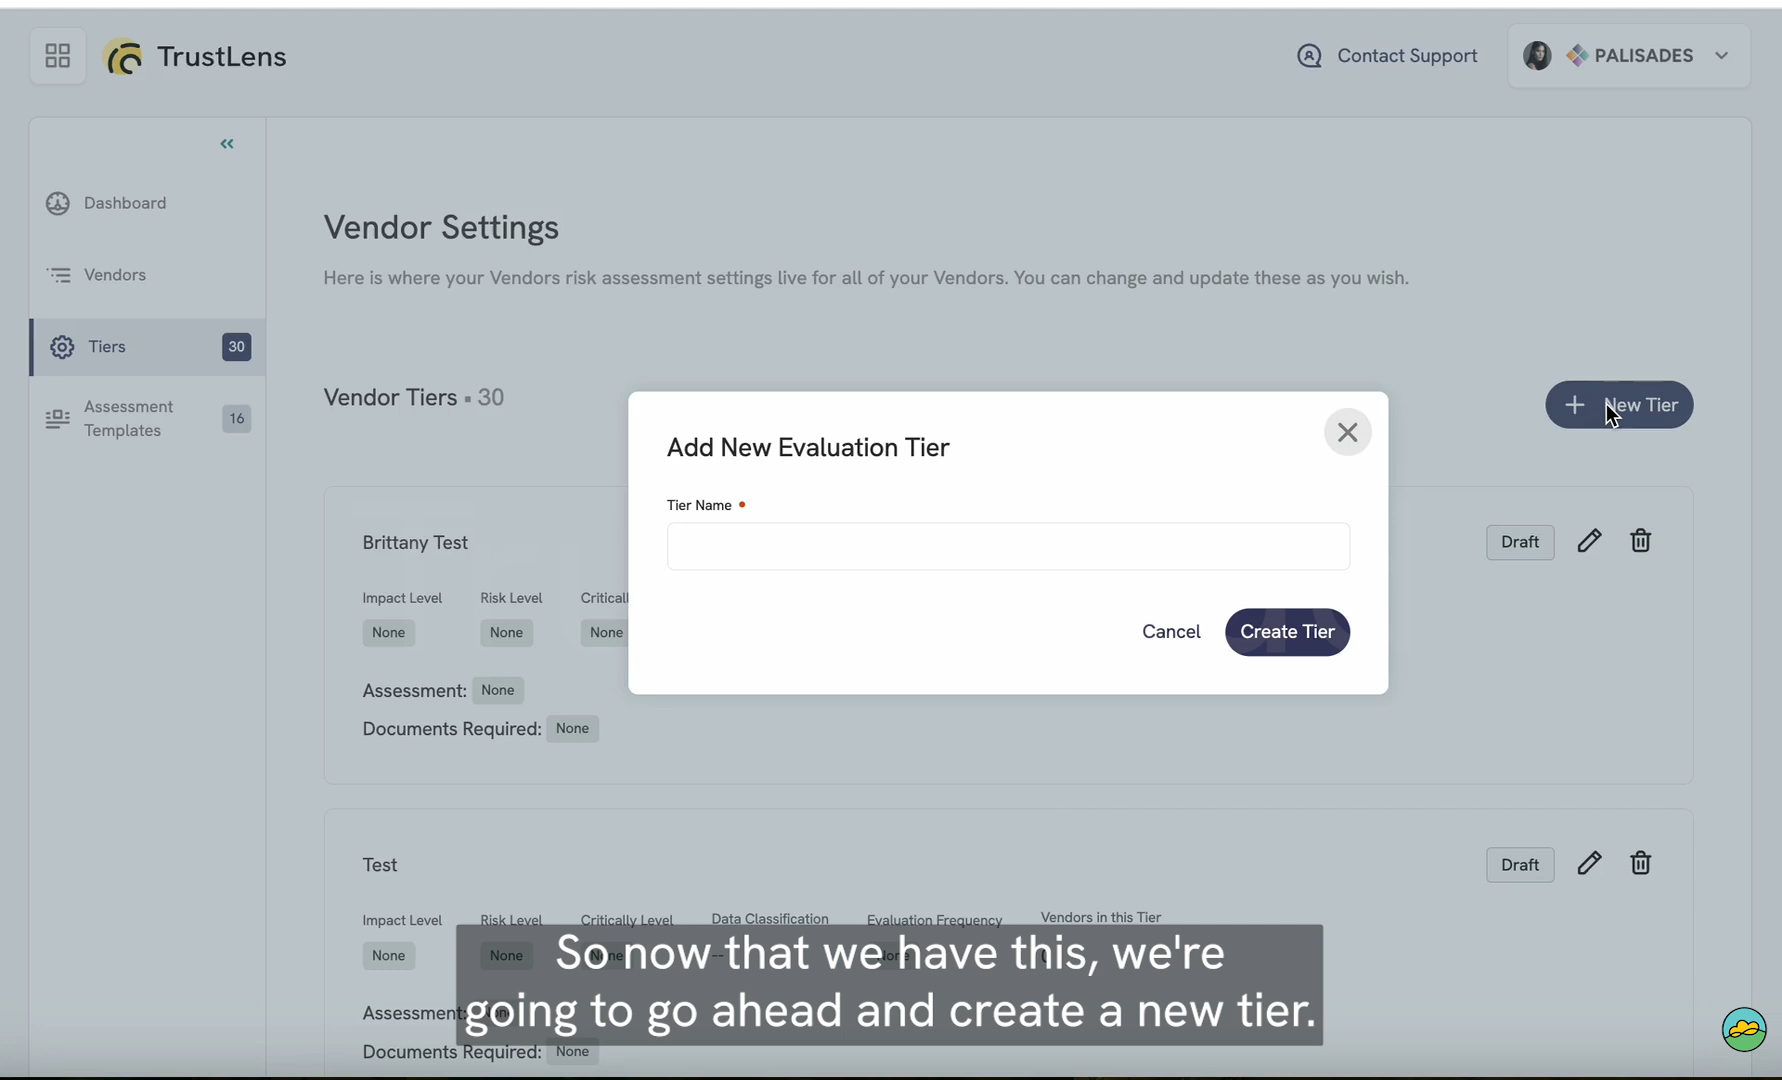 TrustLens
Contact Support
PALISADES
Dashboard
Vendors
Tiers
30
Assessment
Templates
16
Vendor Settings
Here is where your Vendors risk assessment settings live for all of your Vendors. You can change and update these as you wish.
Vendor Tiers ▪ 30
New Tier
Add New Evaluation Tier
Tier Name
Cancel
Create Tier
Brittany Test
Draft
Impact Level
Risk Level
None
None
None
Assessment: None
Documents Required: None
Test
Draft
Impact Level
Risk Level
Critically Level
Data Classification
Evaluation Frequency
Vendors in this Tier
None
None
None
--
None
Assessment:
Documents Required: None
So now that we have this, we're
going to go ahead and create a new tier.